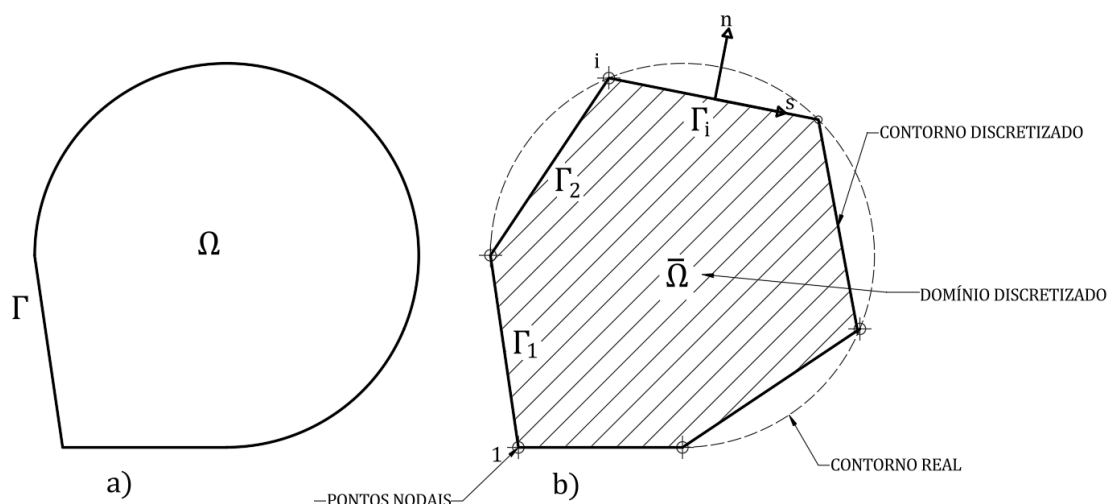 Ω
Γ
a)
n
i
s
Γi
Γ2
Γ1
Ω̅
1
CONTORNO DISCRETIZADO
DOMÍNIO DISCRETIZADO
CONTORNO REAL
PONTOS NODAIS
b)